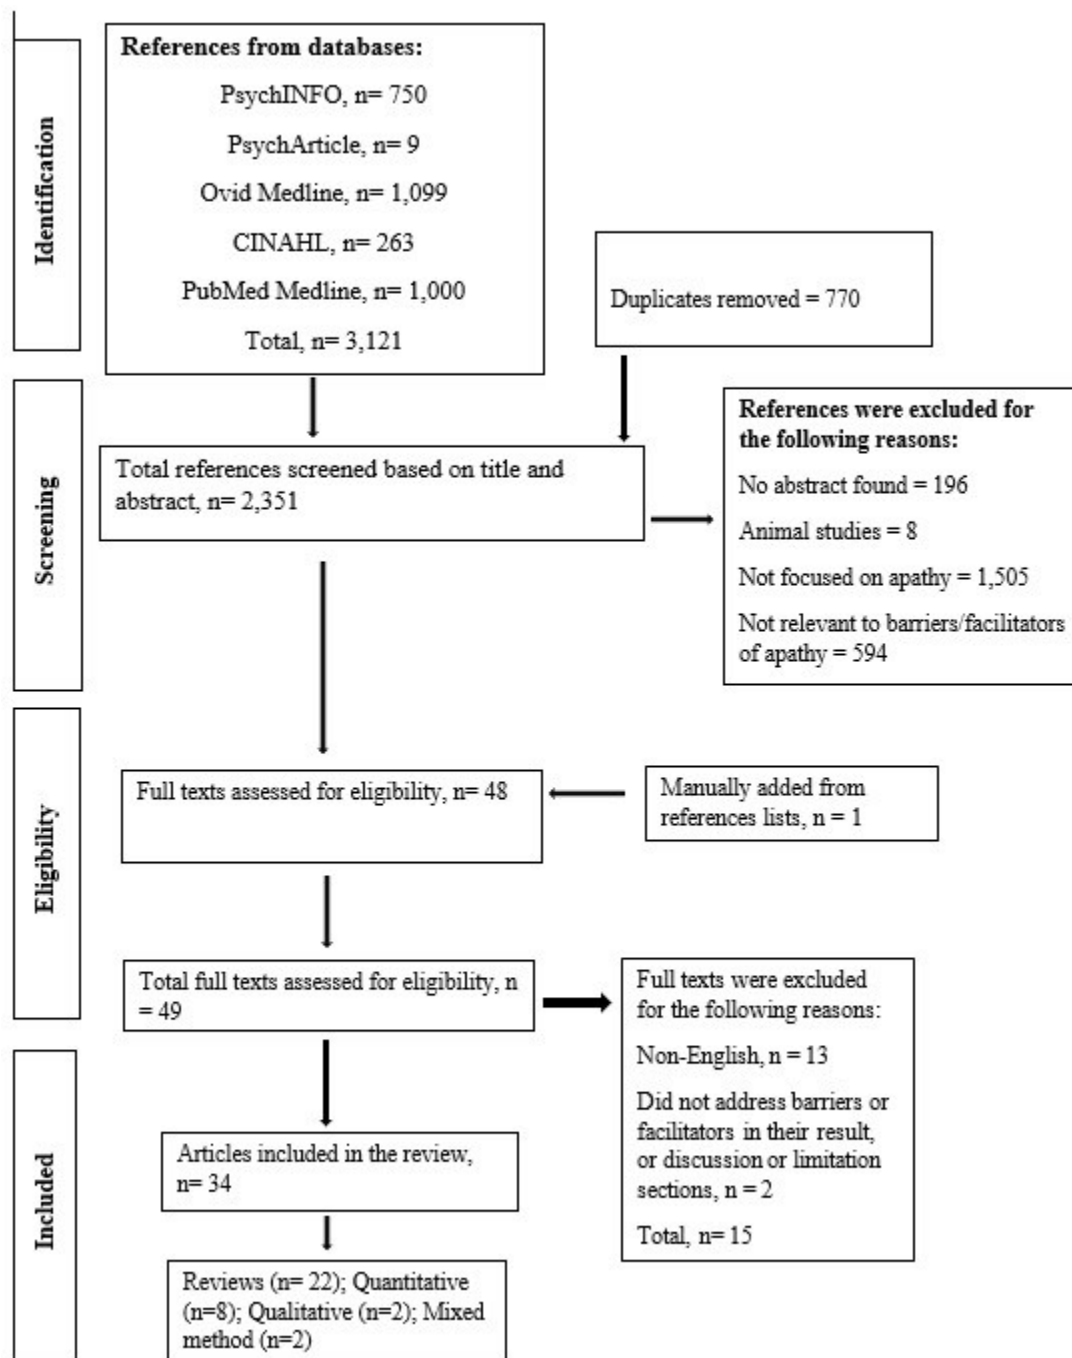 Identification
References from databases:
PsychINFO, n= 750
PsychArticle, n= 9
Ovid Medline, n= 1,099
CINAHL, n= 263
PubMed Medline, n= 1,000
Total, n= 3,121
Duplicates removed = 770
Screening
Total references screened based on title and
abstract, n= 2,351
References were excluded for
the following reasons:
No abstract found = 196
Animal studies = 8
Not focused on apathy = 1,505
Not relevant to barriers/facilitators
of apathy = 594
Eligibility
Full texts assessed for eligibility, n= 48
Manually added from
references lists, n = 1
Total full texts assessed for eligibility, n
= 49
Full texts were excluded
for the following reasons:
Non-English, n = 13
Did not address barriers or
facilitators in their result,
or discussion or limitation
sections, n = 2
Total, n= 15
Included
Articles included in the review,
n= 34
Reviews (n= 22); Quantitative
(n=8); Qualitative (n=2); Mixed
method (n=2)